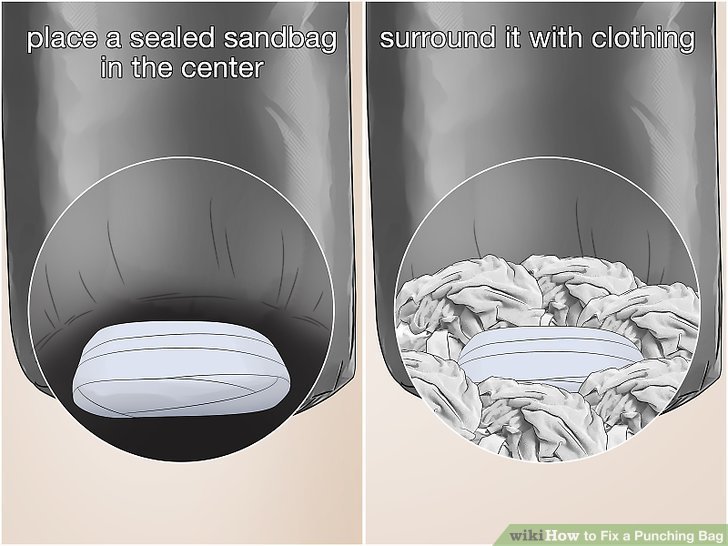 place a sealed sandbag
in the center
surround it with clothing
wikiHow to Fix a Punching Bag